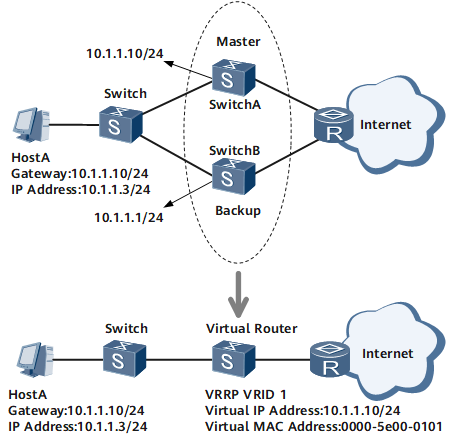 Master
10.1.1.10/24
SwitchA
Switch
S
S
R
Internet
SwitchB
S
HostA
Gateway:10.1.1.10/24
IP Address:10.1.1.3/24
10.1.1.1/24
Backup
Switch
Virtual Router
S
S
R
Internet
HostA
Gateway:10.1.1.10/24
IP Address:10.1.1.3/24
VRRP VRID 1
Virtual IP Address:10.1.1.10/24
Virtual MAC Address:0000-5e00-0101